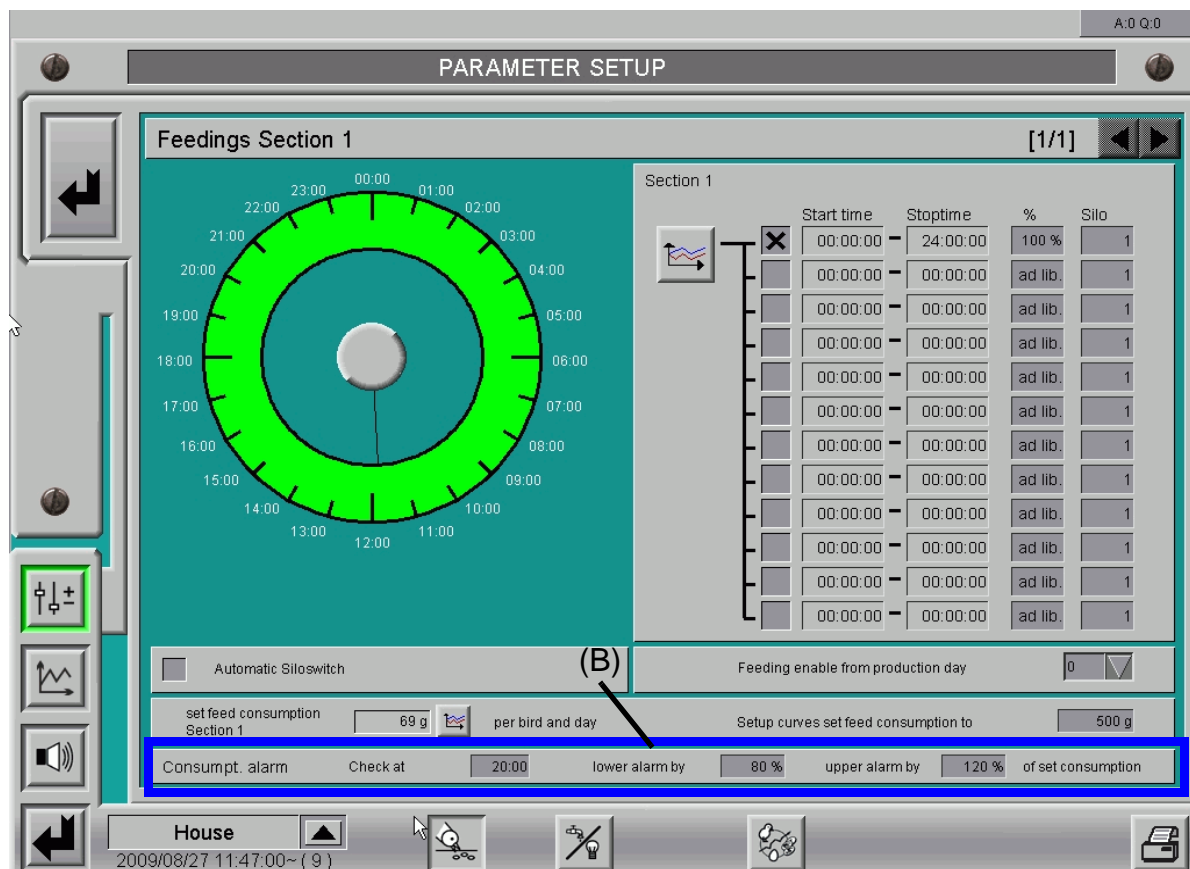 A:0 Q:0
PARAMETER SETUP
Feedings Section 1 [1/1]
00:00
01:00
02:00
03:00
04:00
05:00
06:00
07:00
08:00
09:00
10:00
11:00
12:00
13:00
14:00
15:00
16:00
17:00
18:00
19:00
20:00
21:00
22:00
23:00
Section 1
Start time Stoptime % Silo
00:00:00 - 24:00:00 100 % 1
00:00:00 - 00:00:00 ad lib. 1
00:00:00 - 00:00:00 ad lib. 1
00:00:00 - 00:00:00 ad lib. 1
00:00:00 - 00:00:00 ad lib. 1
00:00:00 - 00:00:00 ad lib. 1
00:00:00 - 00:00:00 ad lib. 1
00:00:00 - 00:00:00 ad lib. 1
00:00:00 - 00:00:00 ad lib. 1
00:00:00 - 00:00:00 ad lib. 1
00:00:00 - 00:00:00 ad lib. 1
00:00:00 - 00:00:00 ad lib. 1
Automatic Siloswitch
(B)
Feeding enable from production day 0
set feed consumption
Section 1
69 g per bird and day
Setup curves set feed consumption to 500 g
Consumpt. alarm Check at 20:00 lower alarm by 80 % upper alarm by 120 % of set consumption
House
2009/08/27 11:47:00~ ( 9 )